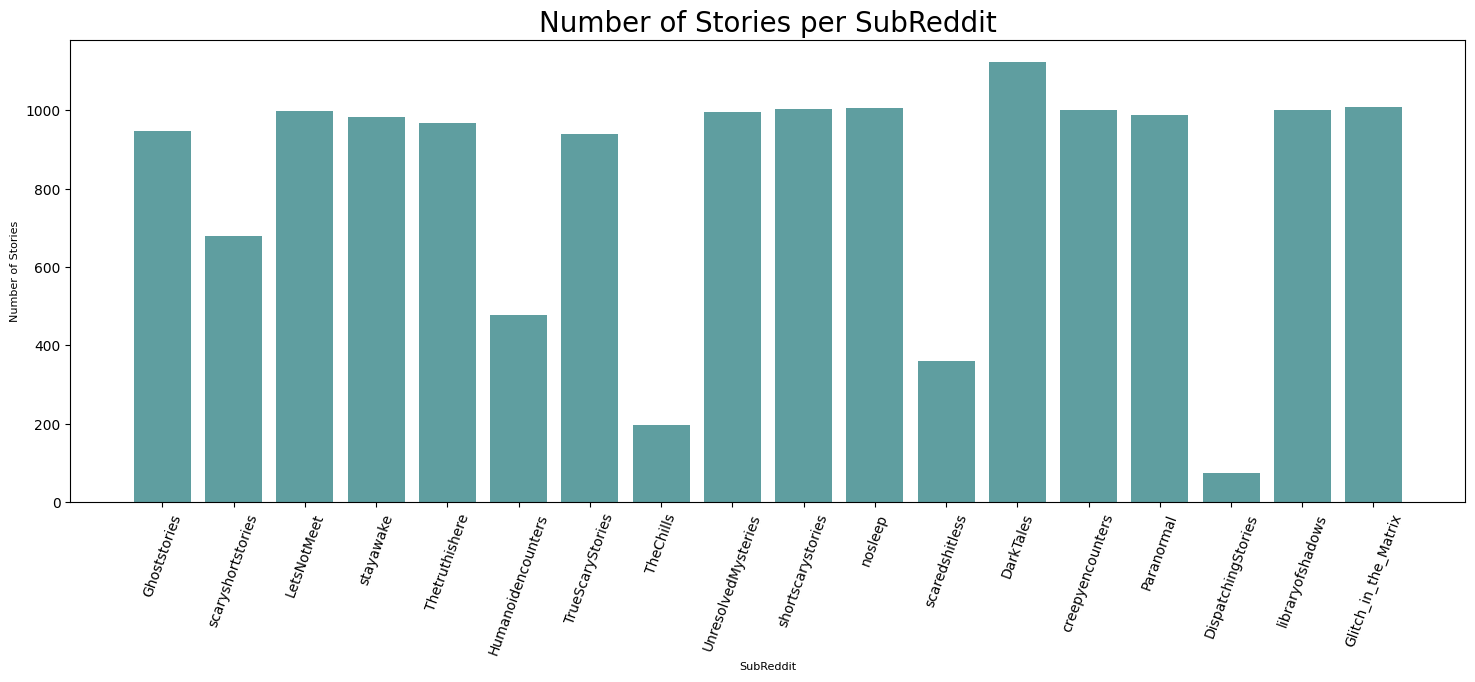 Number of Stories per SubReddit
Number of Stories
1000
800
600
400
200
0
Ghoststories
scaryshortstories
LetsNotMeet
stayawake
Thetruthishere
Humanoidencounters
TrueScaryStories
TheChills
UnresolvedMysteries
shortscarystories
nosleep
scaredshitless
DarkTales
creepyencounters
Paranormal
DispatchingStories
libraryofshadows
Glitch_in_the_Matrix
SubReddit